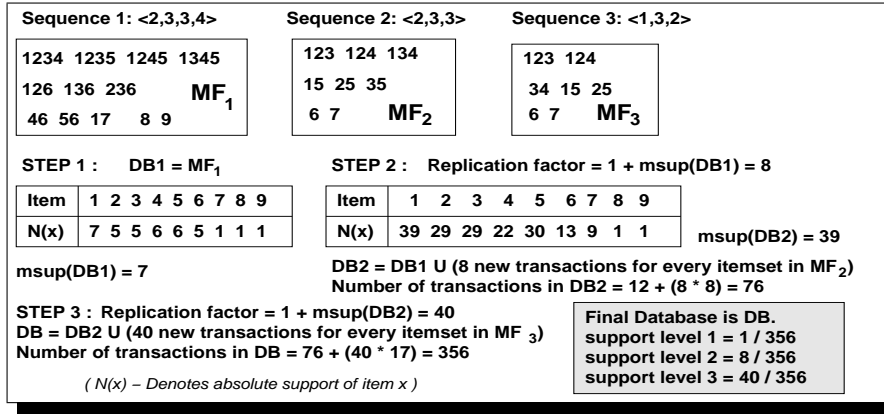 Sequence 1: <2,3,3,4>
Sequence 2: <2,3,3>
Sequence 3: <1,3,2>
1234 1235 1245 1345
126 136 236
46 56 17 8 9
MF1
123 124 134
15 25 35
6 7 MF2
123 124
34 15 25
6 7 MF3
STEP 1 : DB1 = MF1
Item 1 2 3 4 5 6 7 8 9
N(x) 7 5 5 6 6 5 1 1 1
msup(DB1) = 7
STEP 2 : Replication factor = 1 + msup(DB1) = 8
Item 1 2 3 4 5 6 7 8 9
N(x) 39 29 29 22 30 13 9 1 1
msup(DB2) = 39
DB2 = DB1 U (8 new transactions for every itemset in MF2)
Number of transactions in DB2 = 12 + (8 * 8) = 76
STEP 3 : Replication factor = 1 + msup(DB2) = 40
DB = DB2 U (40 new transactions for every itemset in MF 3)
Number of transactions in DB = 76 + (40 * 17) = 356
( N(x) – Denotes absolute support of item x )
Final Database is DB.
support level 1 = 1 / 356
support level 2 = 8 / 356
support level 3 = 40 / 356